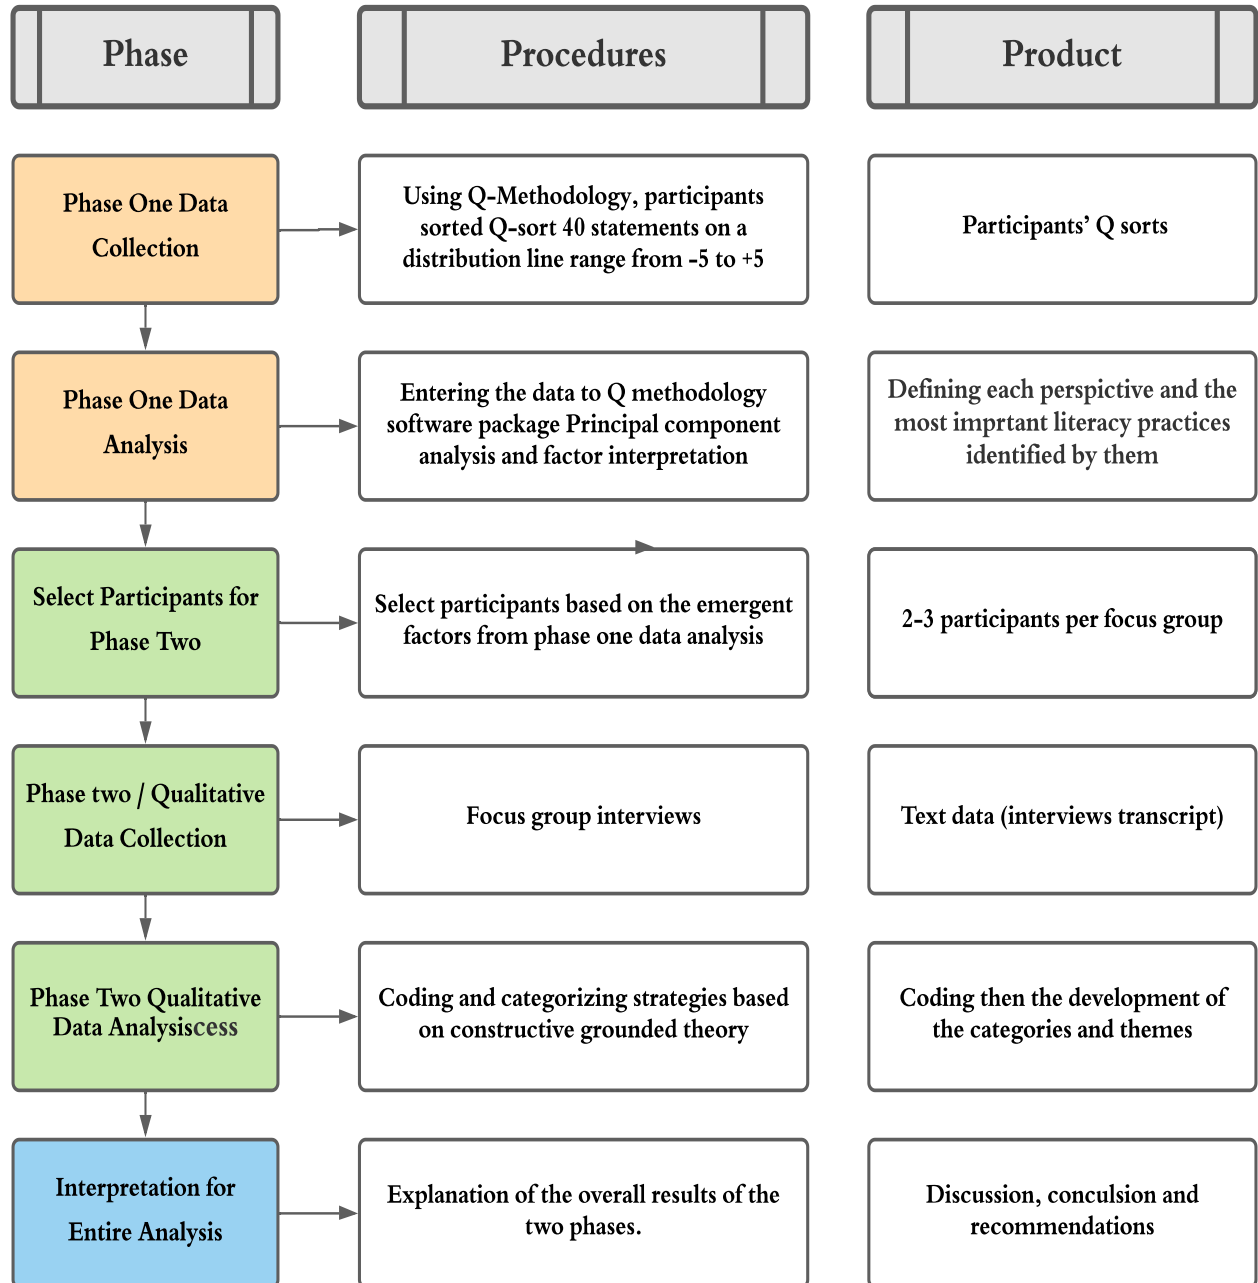 Phase
Procedures
Product
Phase One Data
Collection
Using Q-Methodology, participants
sorted Q-sort 40 statements on a
distribution line range from -5 to +5
Participants’ Q sorts
Phase One Data
Analysis
Entering the data to Q methodology
software package Principal component
analysis and factor interpretation
Defining each perspictive and the
most imprtant literacy practices
identified by them
Select Participants for
Phase Two
Select participants based on the emergent
factors from phase one data analysis
2-3 participants per focus group
Phase two / Qualitative
Data Collection
Focus group interviews
Text data (interviews transcript)
Phase Two Qualitative
Data Analysiscess
Coding and categorizing strategies based
on constructive grounded theory
Coding then the development of
the categories and themes
Interpretation for
Entire Analysis
Explanation of the overall results of the
two phases.
Discussion, conculsion and
recommendations